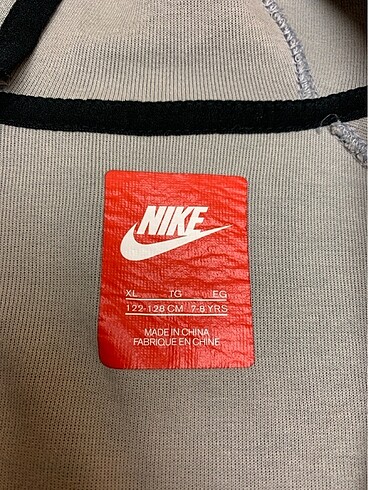 NIKE
XL TG EG
122-128 CM 7-8 YRS
MADE IN CHINA
FABRIQUE EN CHINE